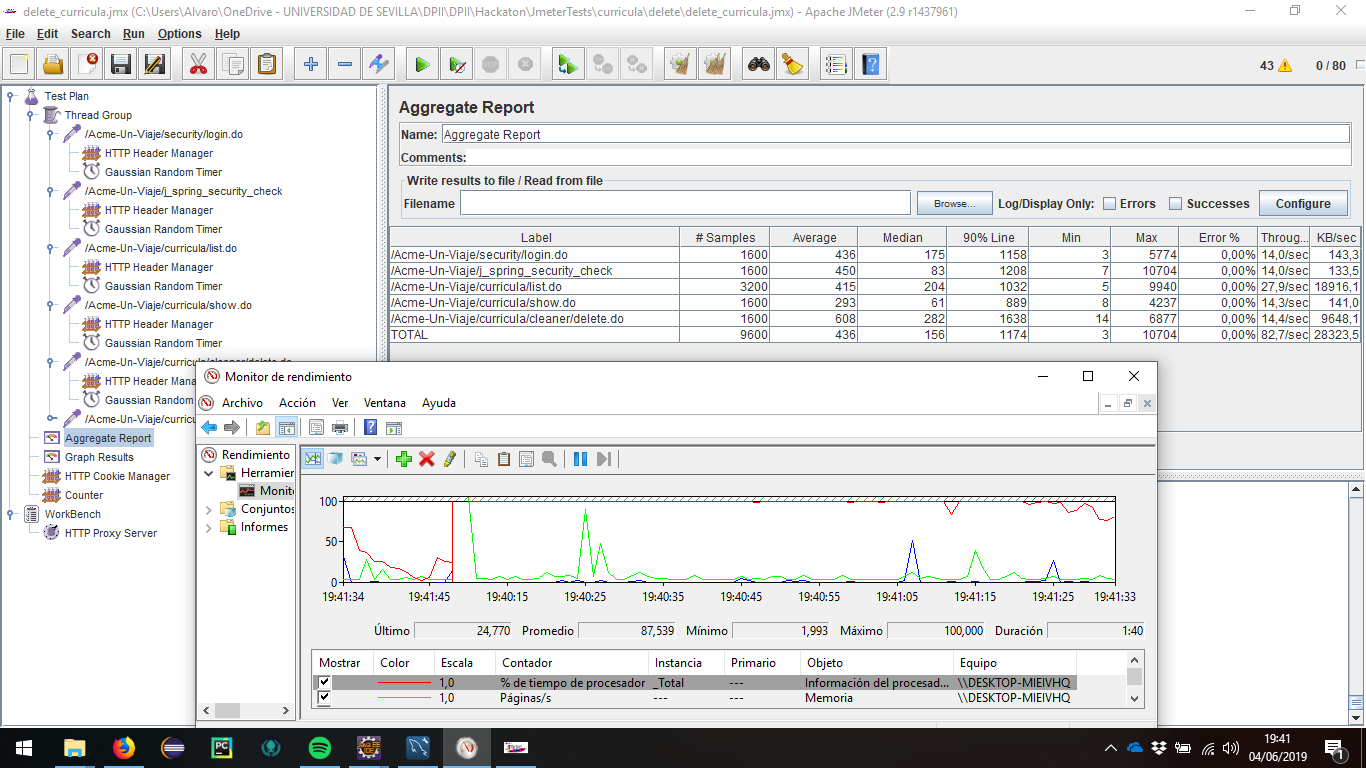 delete_curricula.jmx (C:\Users\Alvaro\OneDrive - UNIVERSIDAD DE SEVILLA\DPII\DPII\Hackaton\JmeterTests\curricula\delete\delete_curricula.jmx) - Apache JMeter (2.9 r1437961)
File Edit Search Run Options Help
43 0 / 80
Test Plan
Thread Group
/Acme-Un-Viaje/security/login.do
HTTP Header Manager
Gaussian Random Timer
/Acme-Un-Viaje/j_spring_security_check
HTTP Header Manager
Gaussian Random Timer
/Acme-Un-Viaje/curricula/list.do
HTTP Header Manager
Gaussian Random Timer
/Acme-Un-Viaje/curricula/show.do
HTTP Header Manager
Gaussian Random Timer
/Acme-Un-Viaje/curricula/cleaner/delete.do
HTTP Header Mana
Gaussian Random
/Acme-Un-Viaje/curricu
Aggregate Report
Graph Results
HTTP Cookie Manager
Counter
WorkBench
HTTP Proxy Server
Aggregate Report
Name: Aggregate Report
Comments:
Write results to file / Read from file
Filename Browse... Log/Display Only: Errors Successes Configure
Label # Samples Average Median 90% Line Min Max Error % Throug... KB/sec
/Acme-Un-Viaje/security/login.do 1600 436 175 1158 3 5774 0,00% 14,0/sec 143,3
/Acme-Un-Viaje/j_spring_security_check 1600 450 83 1208 7 10704 0,00% 14,0/sec 133,5
/Acme-Un-Viaje/curricula/list.do 3200 415 204 1032 5 9940 0,00% 27,9/sec 18916,1
/Acme-Un-Viaje/curricula/show.do 1600 293 61 889 8 4237 0,00% 14,3/sec 141,0
/Acme-Un-Viaje/curricula/cleaner/delete.do 1600 608 282 1638 14 6877 0,00% 14,4/sec 9648,1
TOTAL 9600 436 156 1174 3 10704 0,00% 82,7/sec 28323,5
Monitor de rendimiento
Archivo Acción Ver Ventana Ayuda
Rendimiento
Herramien
Monito
Conjuntos
Informes
100
50
0
19:41:34 19:41:45 19:40:15 19:40:25 19:40:35 19:40:45 19:40:55 19:41:05 19:41:15 19:41:25 19:41:33
Último 24,770 Promedio 87,539 Mínimo 1,993 Máximo 100,000 Duración 1:40
Mostrar Color Escala Contador Instancia Primario Objeto Equipo
1,0 % de tiempo de procesador _Total --- Información del procesad... \\DESKTOP-MIEIVHQ
1,0 Páginas/s --- --- Memoria \\DESKTOP-MIEIVHQ
19:41
04/06/2019
1